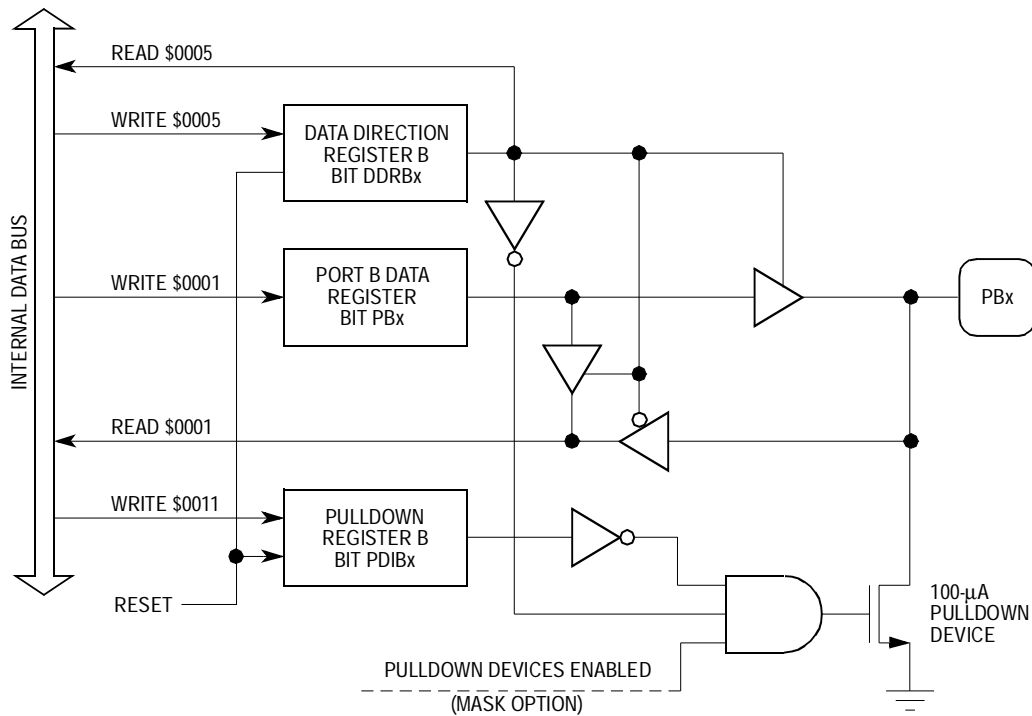 READ $0005
WRITE $0005
DATA DIRECTION
REGISTER B
BIT DDRBx
INTERNAL DATA BUS
WRITE $0001
PORT B DATA
REGISTER
BIT PBx
PBx
READ $0001
WRITE $0011
PULLDOWN
REGISTER B
BIT PDIBx
RESET
100-µA
PULLDOWN
DEVICE
PULLDOWN DEVICES ENABLED
(MASK OPTION)